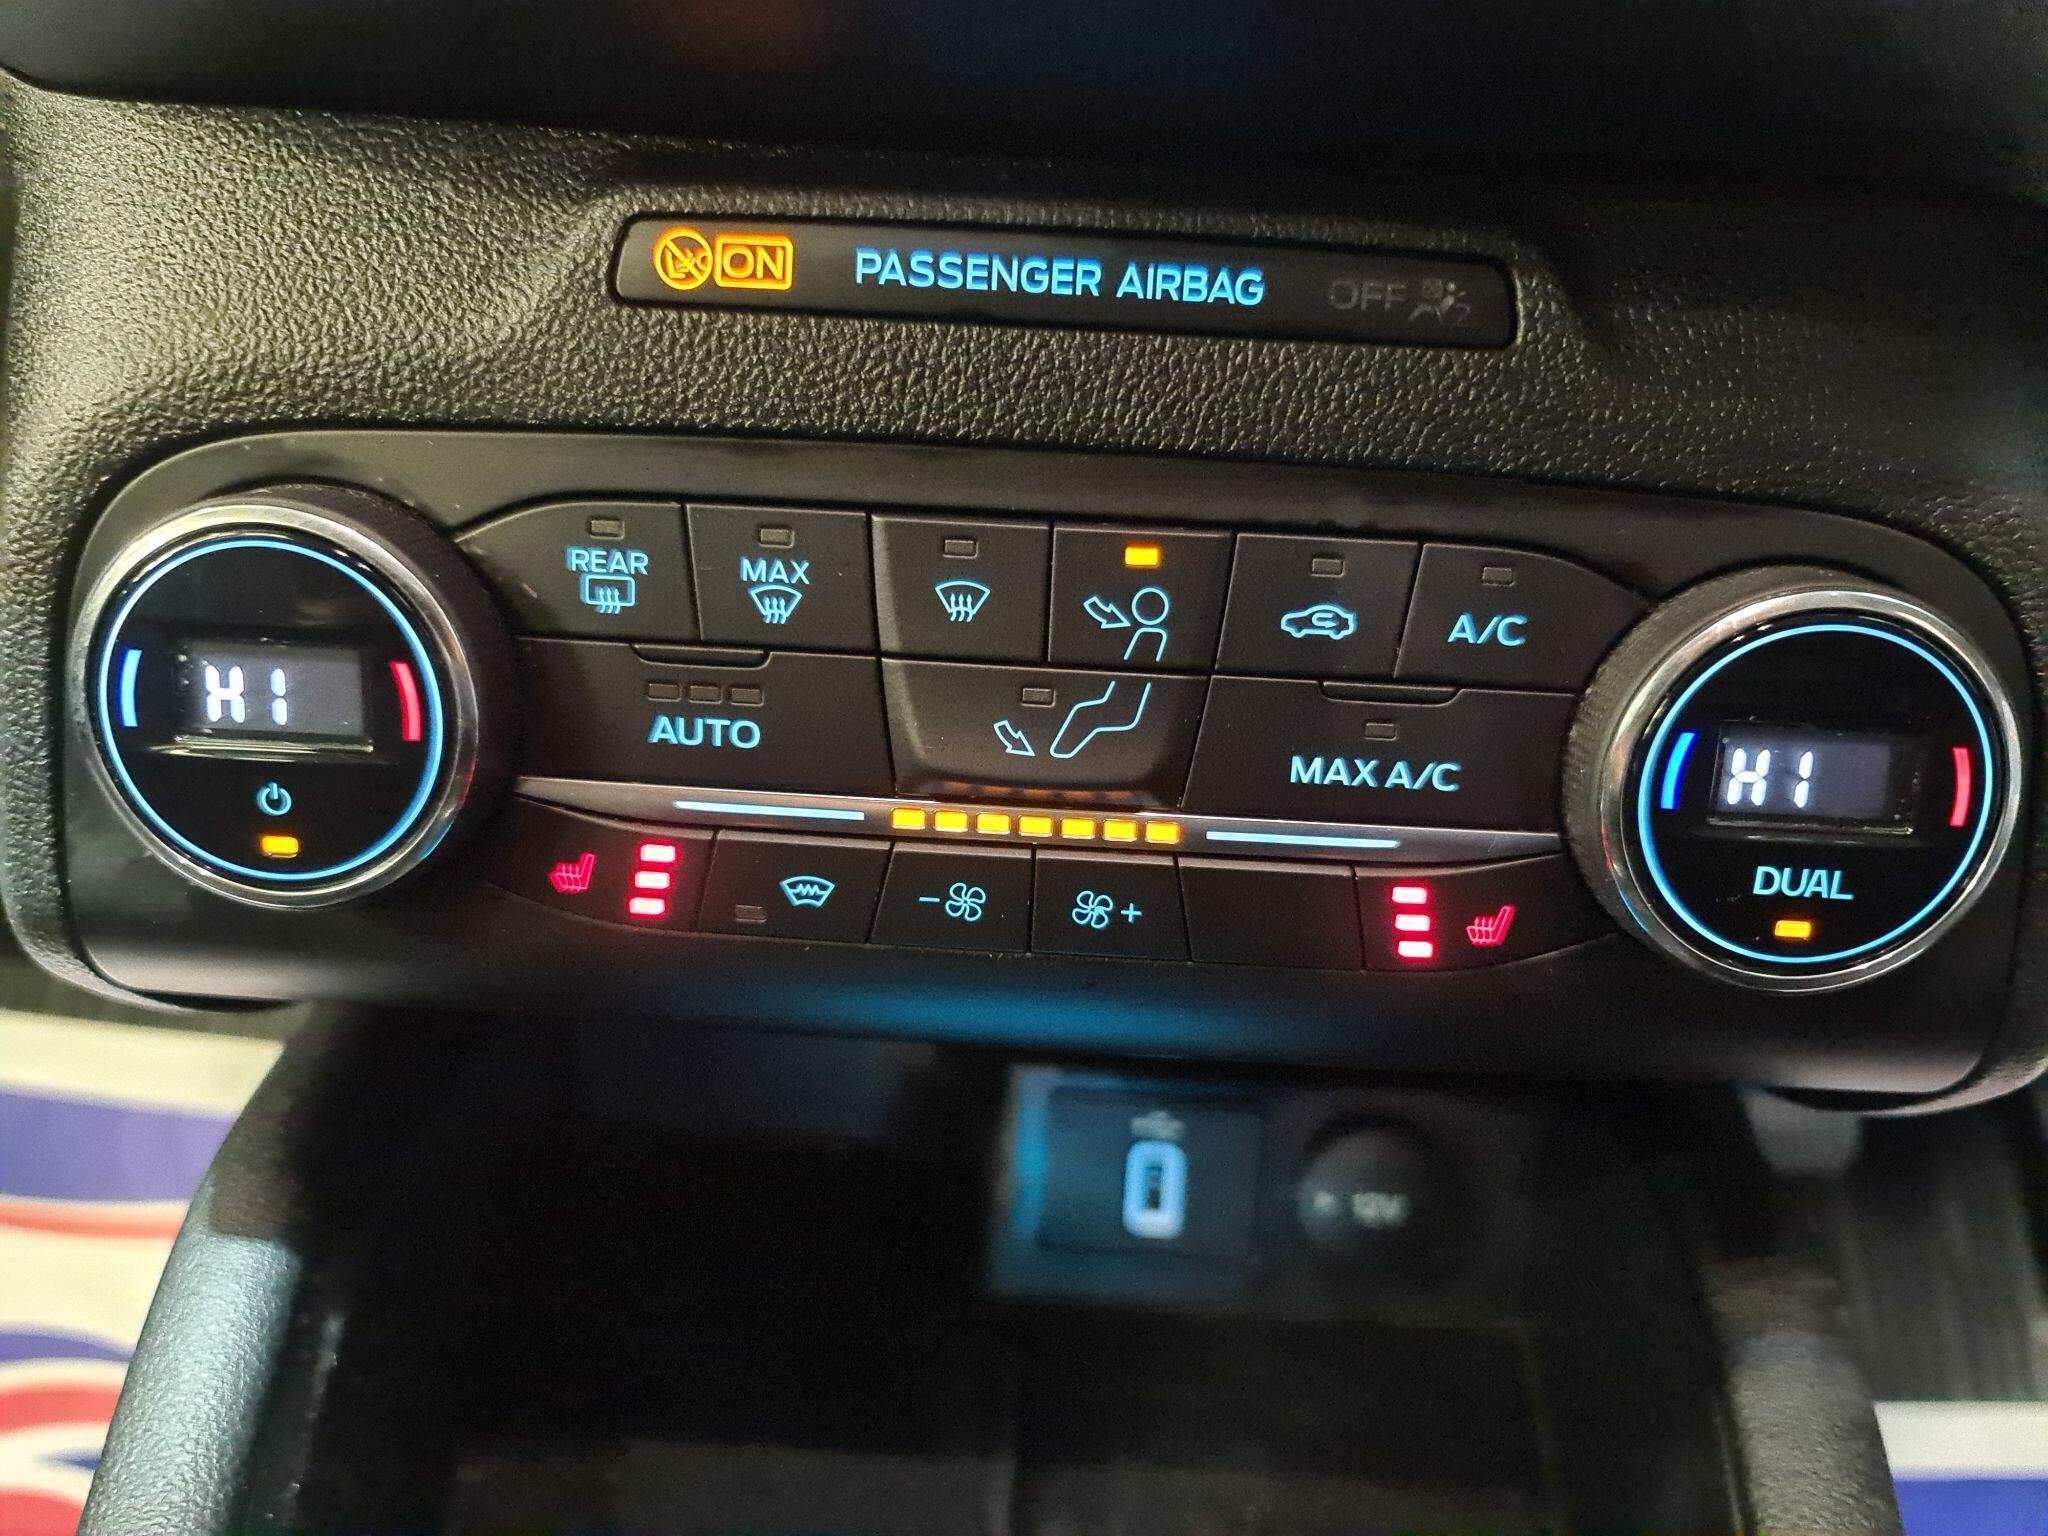 ON PASSENGER AIRBAG OFF
REAR
MAX
A/C
HI
AUTO
MAX A/C
HI
DUAL
- +
12V